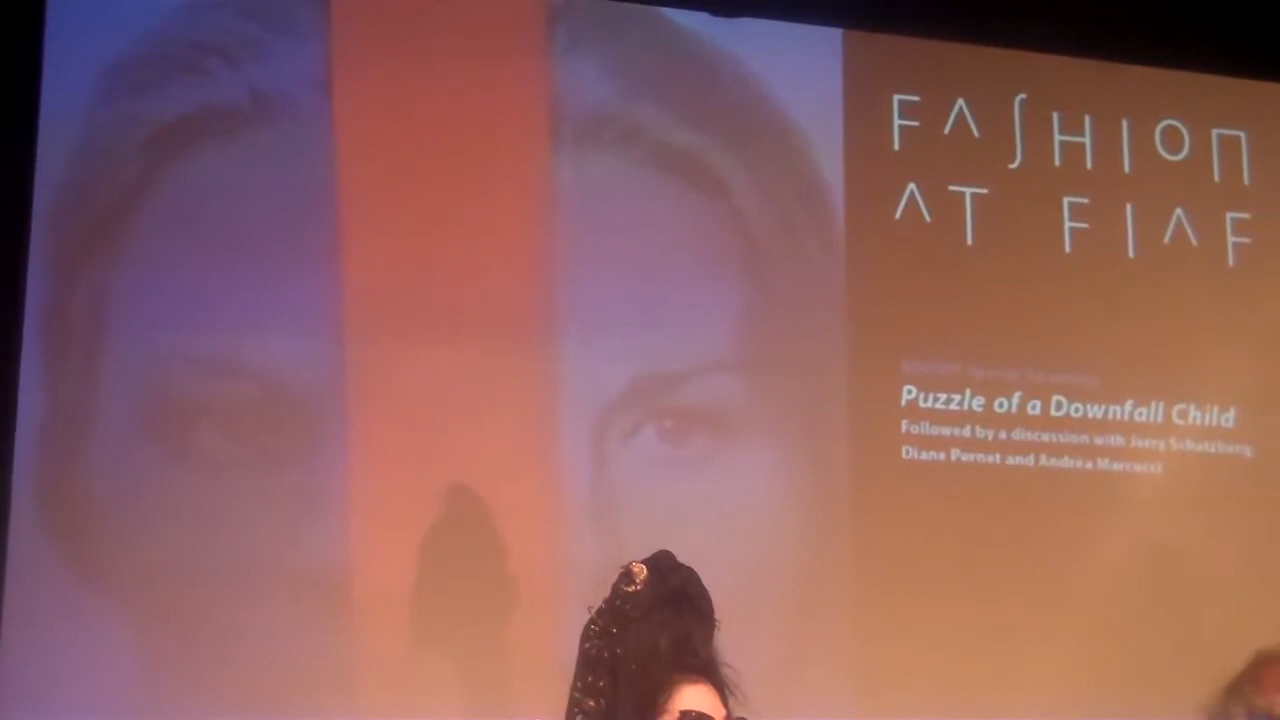 FASHION
AT FIAF
Puzzle of a Downfall Child
Followed by a discussion with Jerry Schatzberg,
Diane Pernet and Andrea Marcucci